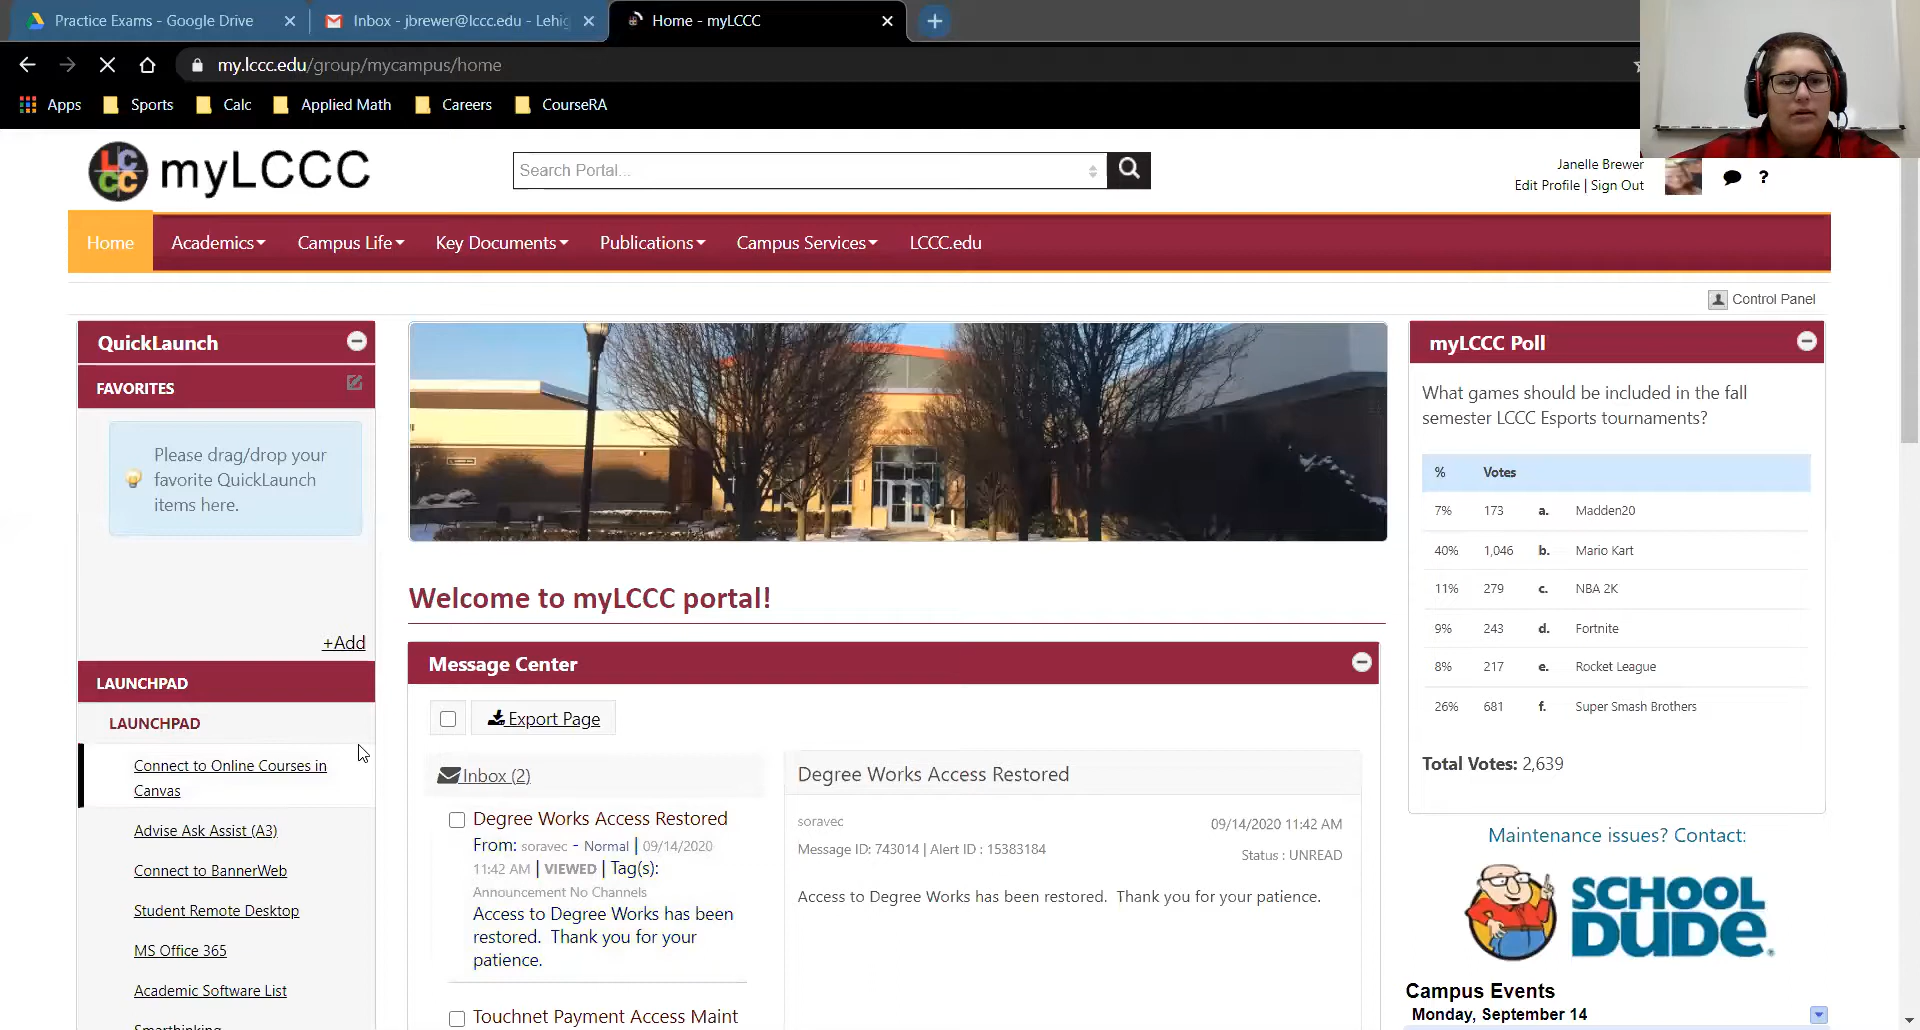 Practice Exams - Google Drive
Inbox - jbrewer@lccc.edu - Lehig
Home - myLCCC
my.lccc.edu/group/mycampus/home
Apps
Sports
Calc
Applied Math
Careers
CourseRA
LC
CC
myLCCC
Search Portal...
Janelle Brewer
Edit Profile | Sign Out
?
Home
Academics
Campus Life
Key Documents
Publications
Campus Services
LCCC.edu
Control Panel
QuickLaunch
FAVORITES
Please drag/drop your
favorite QuickLaunch
items here.
+Add
LAUNCHPAD
LAUNCHPAD
Connect to Online Courses in
Canvas
Advise Ask Assist (A3)
Connect to BannerWeb
Student Remote Desktop
MS Office 365
Academic Software List
Smarthinking
Welcome to myLCCC portal!
Message Center
Export Page
Inbox (2)
Degree Works Access Restored
From: soravec - Normal | 09/14/2020
11:42 AM | VIEWED | Tag(s):
Announcement No Channels
Access to Degree Works has been
restored. Thank you for your
patience.
Touchnet Payment Access Maint
Degree Works Access Restored
soravec
09/14/2020 11:42 AM
Message ID: 743014 | Alert ID : 15383184
Status : UNREAD
Access to Degree Works has been restored. Thank you for your patience.
myLCCC Poll
What games should be included in the fall
semester LCCC Esports tournaments?
% Votes
7% 173 a. Madden20
40% 1,046 b. Mario Kart
11% 279 c. NBA 2K
9% 243 d. Fortnite
8% 217 e. Rocket League
26% 681 f. Super Smash Brothers
Total Votes: 2,639
Maintenance issues? Contact:
SCHOOL
DUDE
Campus Events
Monday, September 14